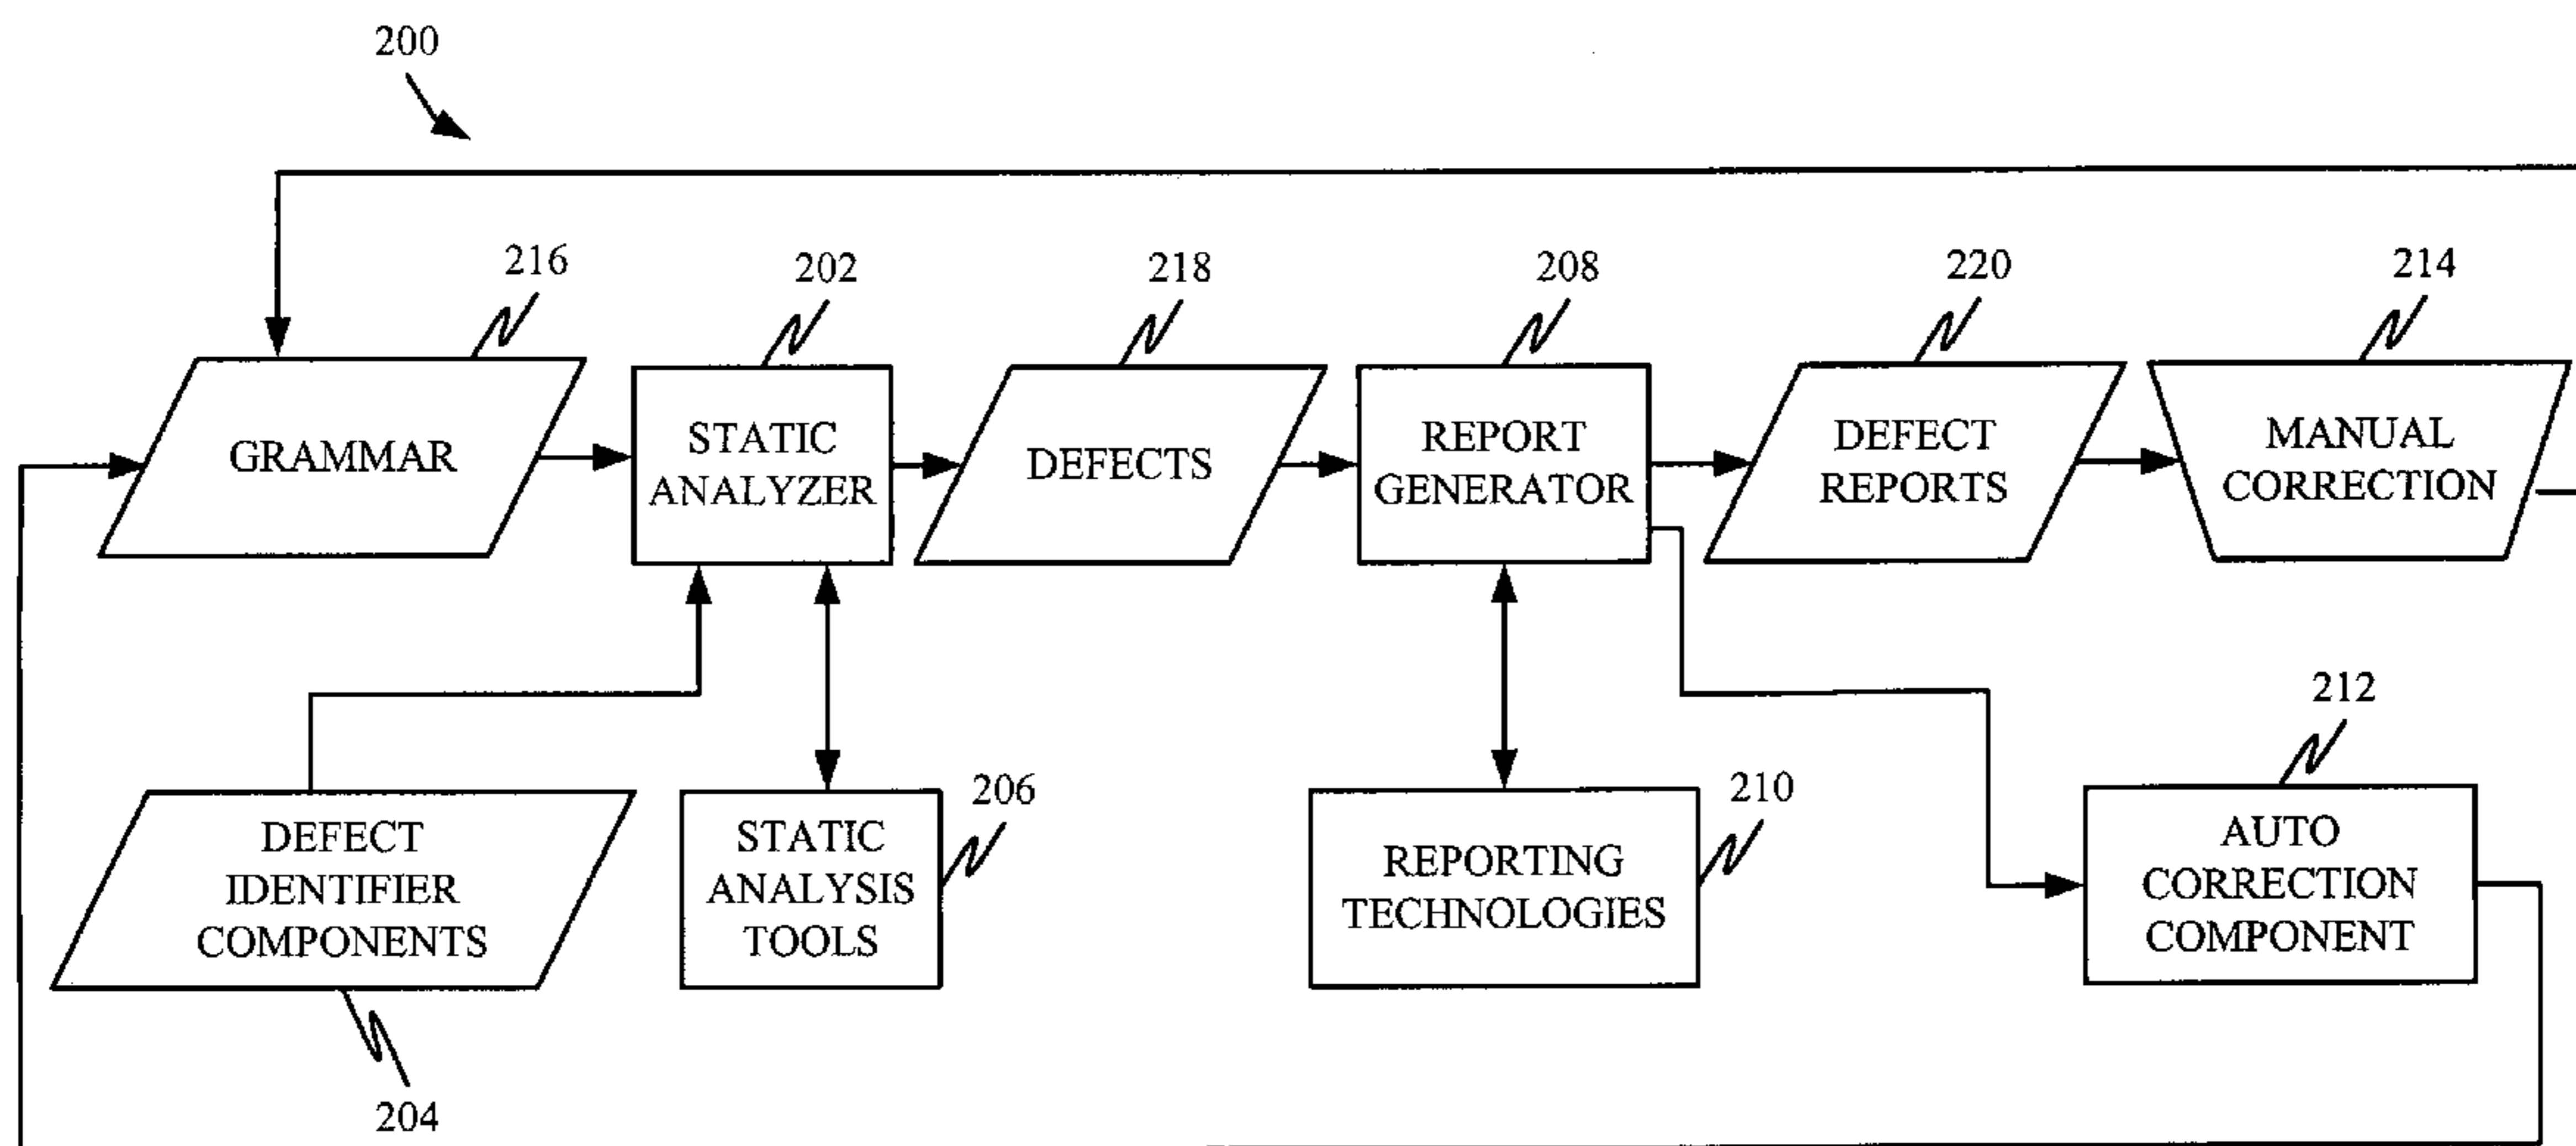 200
216
202
218
208
220
214
GRAMMAR
STATIC
ANALYZER
DEFECTS
REPORT
GENERATOR
DEFECT
REPORTS
MANUAL
CORRECTION
212
206
210
DEFECT
IDENTIFIER
COMPONENTS
STATIC
ANALYSIS
TOOLS
REPORTING
TECHNOLOGIES
AUTO
CORRECTION
COMPONENT
204